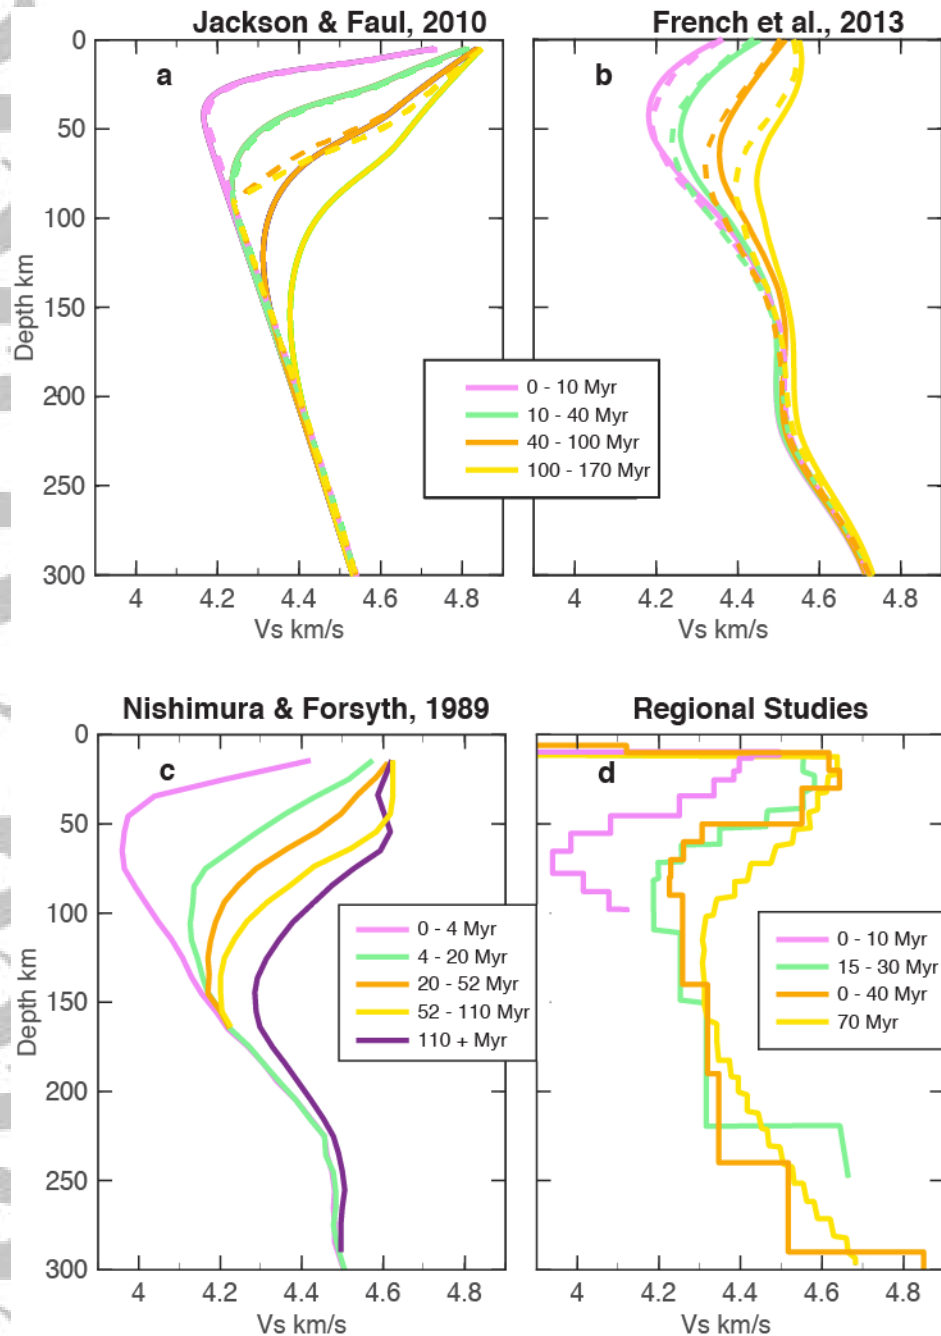 Jackson & Faul, 2010
French et al., 2013
a
b
0
50
100
150
200
250
300
Depth km
4
4.2
4.4
4.6
4.8
Vs km/s
4
4.2
4.4
4.6
4.8
Vs km/s
0 - 10 Myr
10 - 40 Myr
40 - 100 Myr
100 - 170 Myr
Nishimura & Forsyth, 1989
Regional Studies
c
d
0
50
100
150
200
250
300
Depth km
0 - 4 Myr
4 - 20 Myr
20 - 52 Myr
52 - 110 Myr
110 + Myr
0 - 10 Myr
15 - 30 Myr
0 - 40 Myr
70 Myr
4
4.2
4.4
4.6
4.8
Vs km/s
4
4.2
4.4
4.6
4.8
Vs km/s